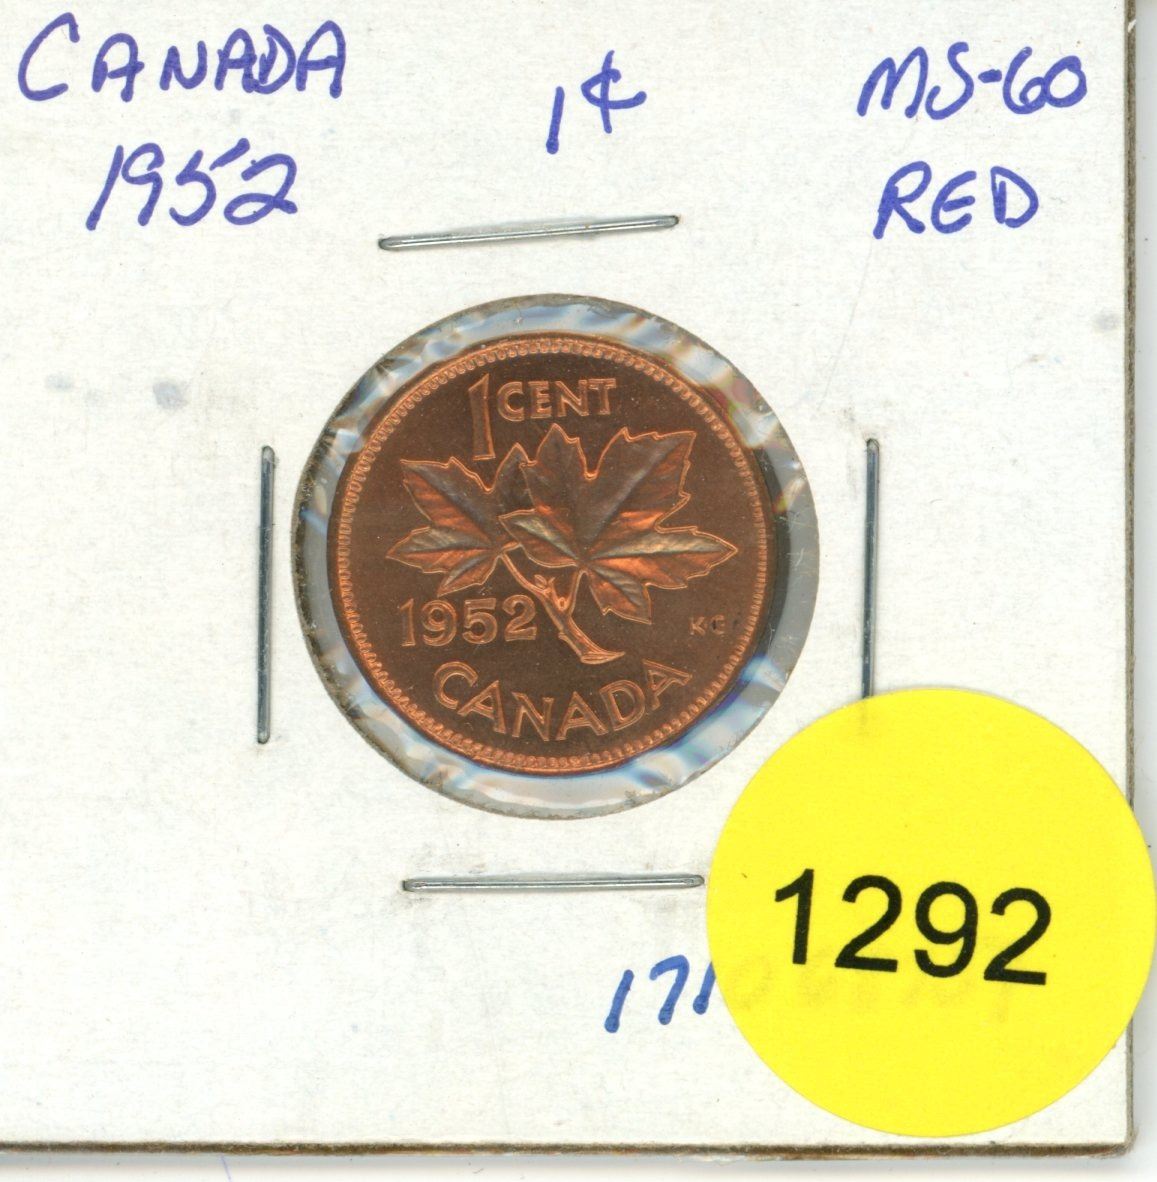 CANADA
1¢
MS-60
1952
RED
1 CENT
1952
KG
CANADA
1292